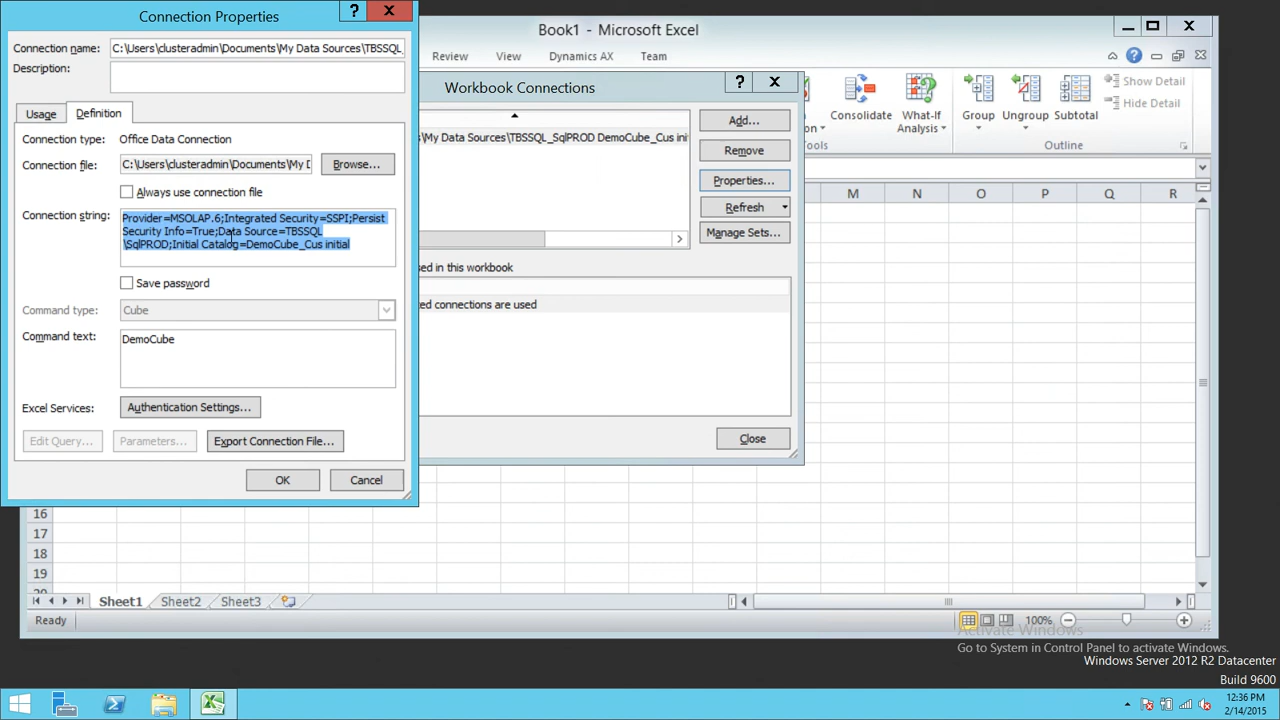 Connection Properties
?
Connection name:
C:\Users\clusteradmin\Documents\My Data Sources\TBSSQL_
Description:
Usage
Definition
Connection type:
Office Data Connection
Connection file:
C:\Users\clusteradmin\Documents\My D
Browse...
Always use connection file
Connection string:
Provider=MSOLAP.6;Integrated Security=SSPI;Persist
Security Info=True;Data Source=TBSSQL
\SqlPROD;Initial Catalog=DemoCube_Cus initial
Save password
Command type:
Cube
Command text:
DemoCube
Excel Services:
Authentication Settings...
Edit Query...
Parameters...
Export Connection File...
OK
Cancel
Book1 - Microsoft Excel
Review
View
Dynamics AX
Team
Workbook Connections
?
\My Data Sources\TBSSQL_SqlPROD DemoCube_Cus ini
Add...
Remove
Properties...
Refresh
Manage Sets...
ed in this workbook
ed connections are used
Close
Consolidate
What-If
Analysis
Group
Ungroup
Subtotal
Show Detail
Hide Detail
Tools
Outline
M
N
O
P
Q
R
16
17
18
19
20
Sheet1
Sheet2
Sheet3
Ready
100%
Activate Windows
Go to System in Control Panel to activate Windows.
Windows Server 2012 R2 Datacenter
Build 9600
12:36 PM
2/14/2015